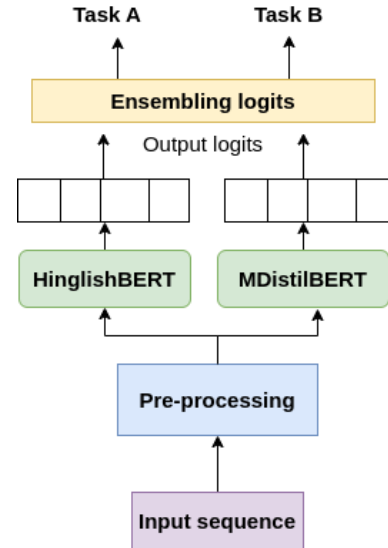 Task A
Task B
Ensembling logits
Output logits
HinglishBERT
MDistilBERT
Pre-processing
Input sequence